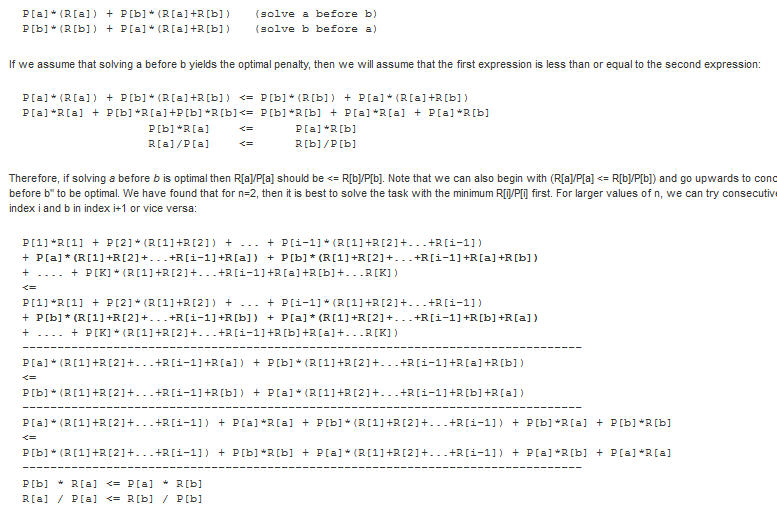 P[a]*(R[a]) + P[b]*(R[a]+R[b]) (solve a before b)
P[b]*(R[b]) + P[a]*(R[a]+R[b]) (solve b before a)
If we assume that solving a before b yields the optimal penalty, then we will assume that the first expression is less than or equal to the second expression:
P[a]*(R[a]) + P[b]*(R[a]+R[b]) <= P[b]*(R[b]) + P[a]*(R[a]+R[b])
P[a]*R[a] + P[b]*R[a]+P[b]*R[b]<= P[b]*R[b] + P[a]*R[a] + P[a]*R[b]
P[b]*R[a] <= P[a]*R[b]
R[a]/P[a] <= R[b]/P[b]
Therefore, if solving a before b is optimal then R[a]/P[a] should be <= R[b]/P[b]. Note that we can also begin with (R[a]/P[a] <= R[b]/P[b]) and go upwards to conc
before b" to be optimal. We have found that for n=2, then it is best to solve the task with the minimum R[i]/P[i] first. For larger values of n, we can try consecutive
index i and b in index i+1 or vice versa:
P[1]*R[1] + P[2]*(R[1]+R[2]) + ... + P[i-1]*(R[1]+R[2]+...+R[i-1])
+ P[a]*(R[1]+R[2]+...+R[i-1]+R[a]) + P[b]*(R[1]+R[2]+...+R[i-1]+R[a]+R[b])
+ .... + P[K]*(R[1]+R[2]+...+R[i-1]+R[a]+R[b]+...R[K])
<=
P[1]*R[1] + P[2]*(R[1]+R[2]) + ... + P[i-1]*(R[1]+R[2]+...+R[i-1])
+ P[b]*(R[1]+R[2]+...+R[i-1]+R[b]) + P[a]*(R[1]+R[2]+...+R[i-1]+R[b]+R[a])
+ .... + P[K]*(R[1]+R[2]+...+R[i-1]+R[b]+R[a]+...R[K])
--------------------------------------------------------------------------------
P[a]*(R[1]+R[2]+...+R[i-1]+R[a]) + P[b]*(R[1]+R[2]+...+R[i-1]+R[a]+R[b])
<=
P[b]*(R[1]+R[2]+...+R[i-1]+R[b]) + P[a]*(R[1]+R[2]+...+R[i-1]+R[b]+R[a])
--------------------------------------------------------------------------------
P[a]*(R[1]+R[2]+...+R[i-1]) + P[a]*R[a] + P[b]*(R[1]+R[2]+...+R[i-1]) + P[b]*R[a] + P[b]*R[b]
<=
P[b]*(R[1]+R[2]+...+R[i-1]) + P[b]*R[b] + P[a]*(R[1]+R[2]+...+R[i-1]) + P[a]*R[b] + P[a]*R[a]
--------------------------------------------------------------------------------
P[b] * R[a] <= P[a] * R[b]
R[a] / P[a] <= R[b] / P[b]